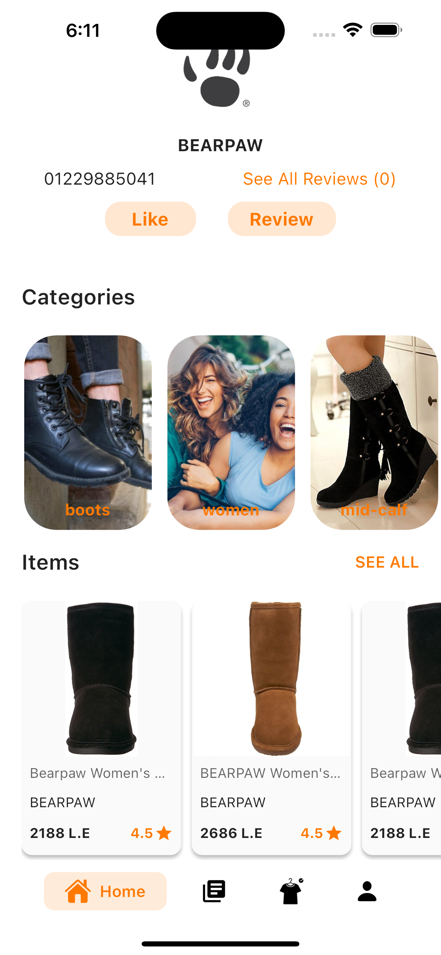 6:11
®
BEARPAW
01229885041
See All Reviews (0)
Like
Review
Categories
boots
women
mid-calf
Items
SEE ALL
Bearpaw Women's ...
BEARPAW
2188 L.E
4.5
BEARPAW Women's...
BEARPAW
2686 L.E
4.5
Bearpaw W
BEARPAW
2188 L.E
Home